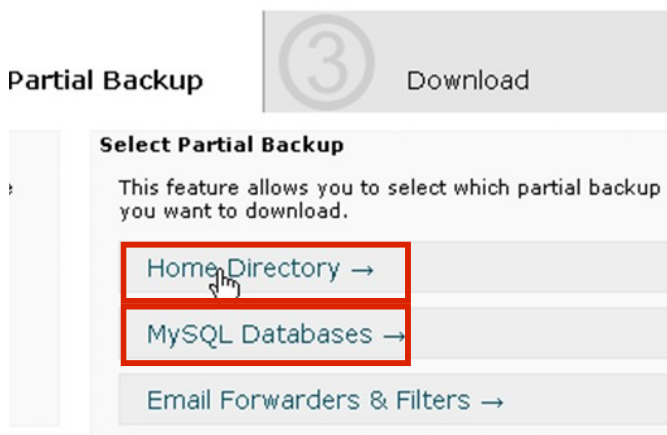 Partial Backup
3
Download
Select Partial Backup
This feature allows you to select which partial backup
you want to download.
Home Directory →
MySQL Databases →
Email Forwarders & Filters →